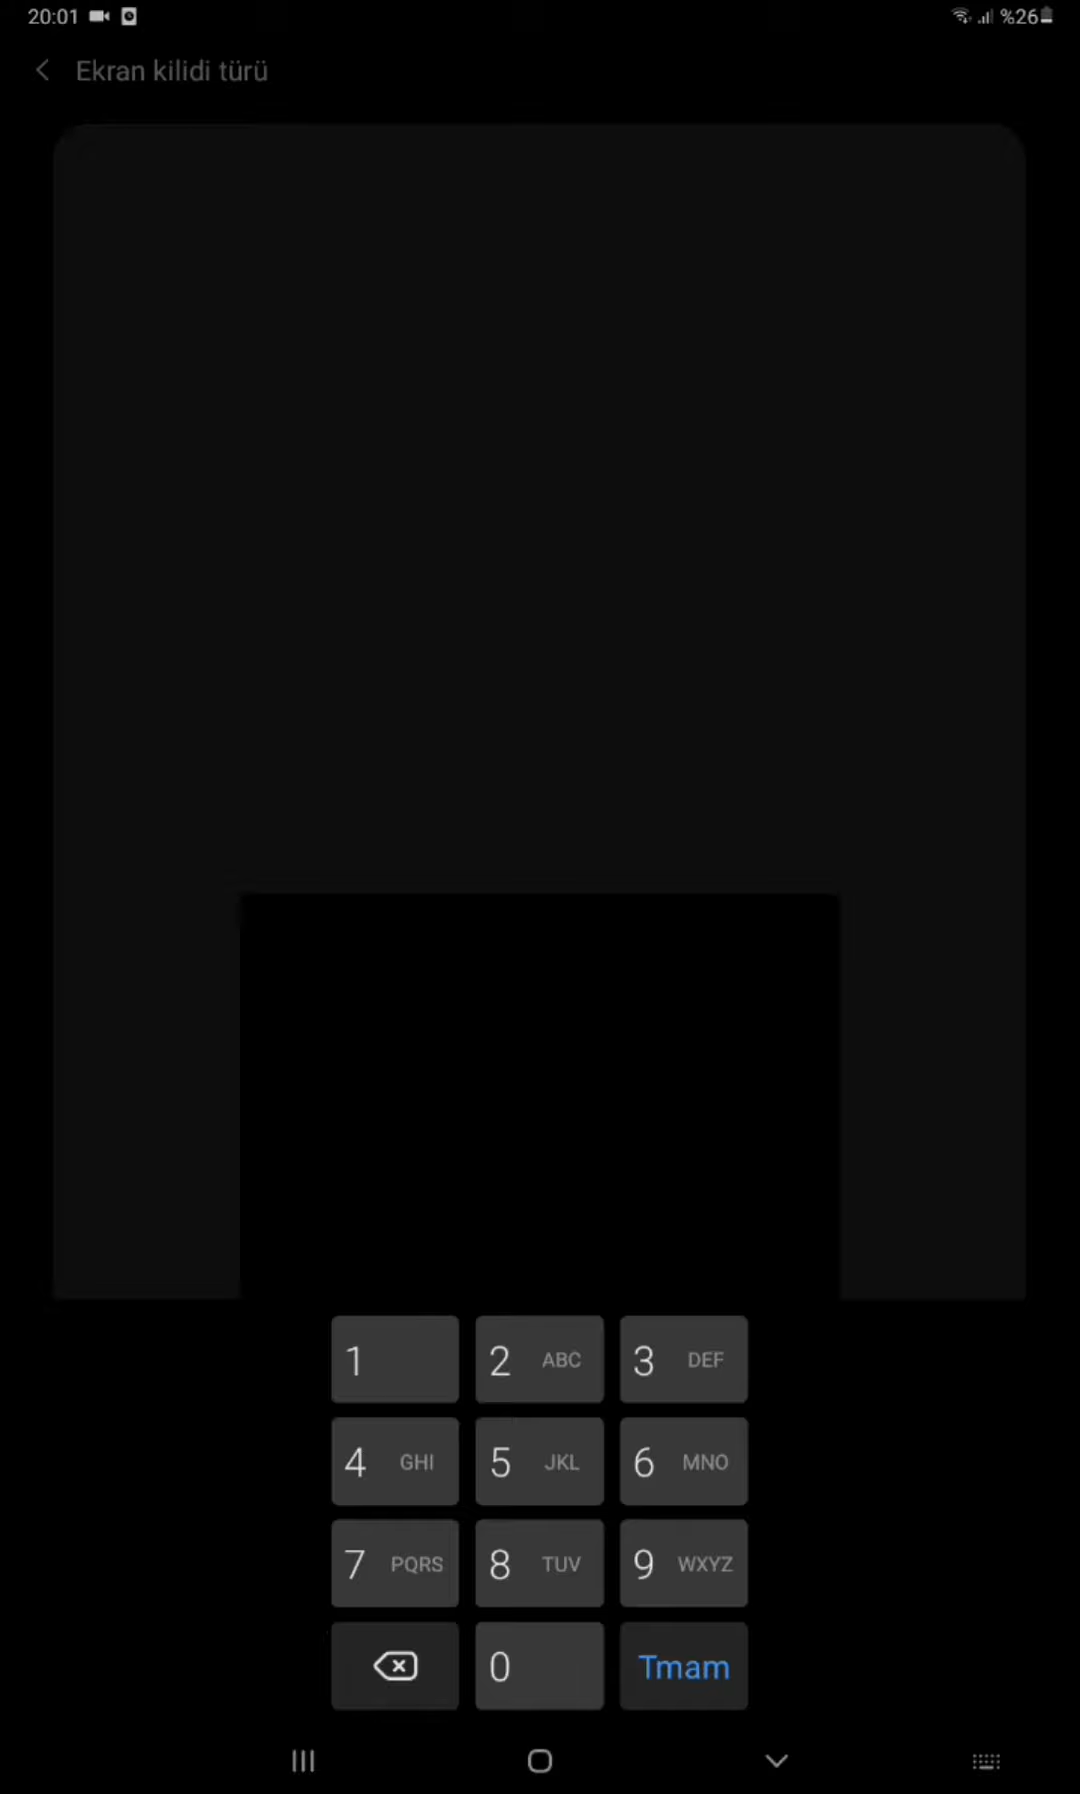 20:01 %26
Ekran kilidi türü
1 2 ABC 3 DEF
4 GHI 5 JKL 6 MNO
7 PQRS 8 TUV 9 WXYZ
0 Tmam